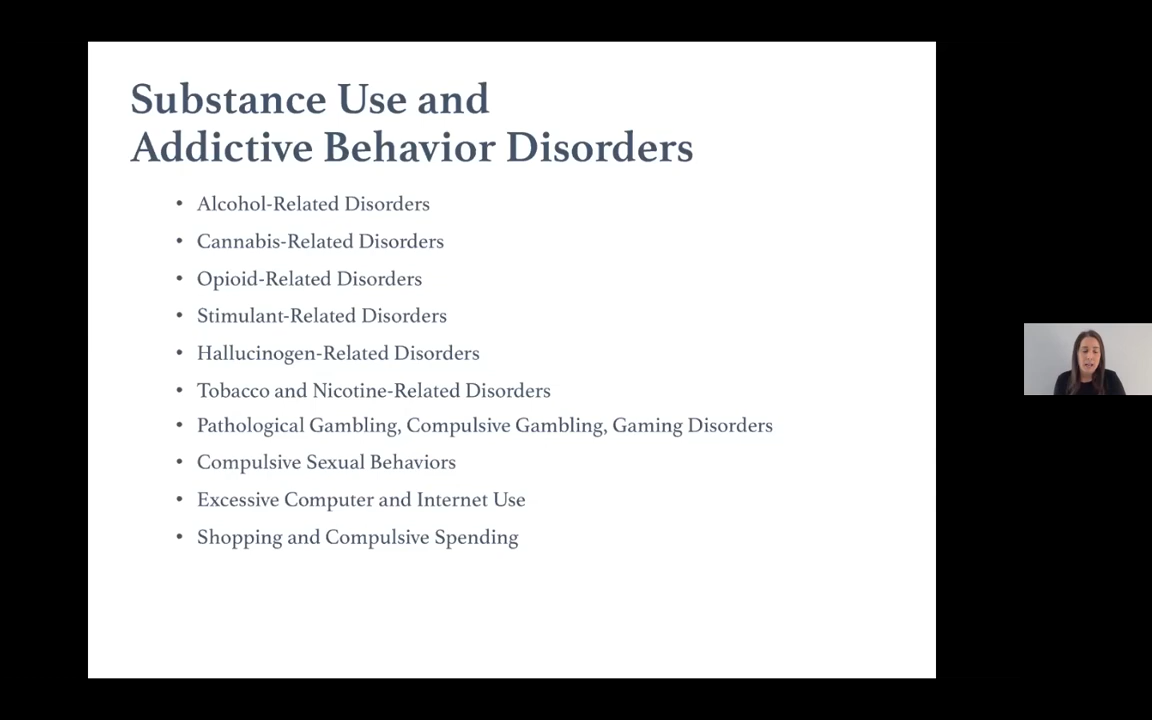 Substance Use and
Addictive Behavior Disorders
• Alcohol-Related Disorders
• Cannabis-Related Disorders
• Opioid-Related Disorders
• Stimulant-Related Disorders
• Hallucinogen-Related Disorders
• Tobacco and Nicotine-Related Disorders
• Pathological Gambling, Compulsive Gambling, Gaming Disorders
• Compulsive Sexual Behaviors
• Excessive Computer and Internet Use
• Shopping and Compulsive Spending